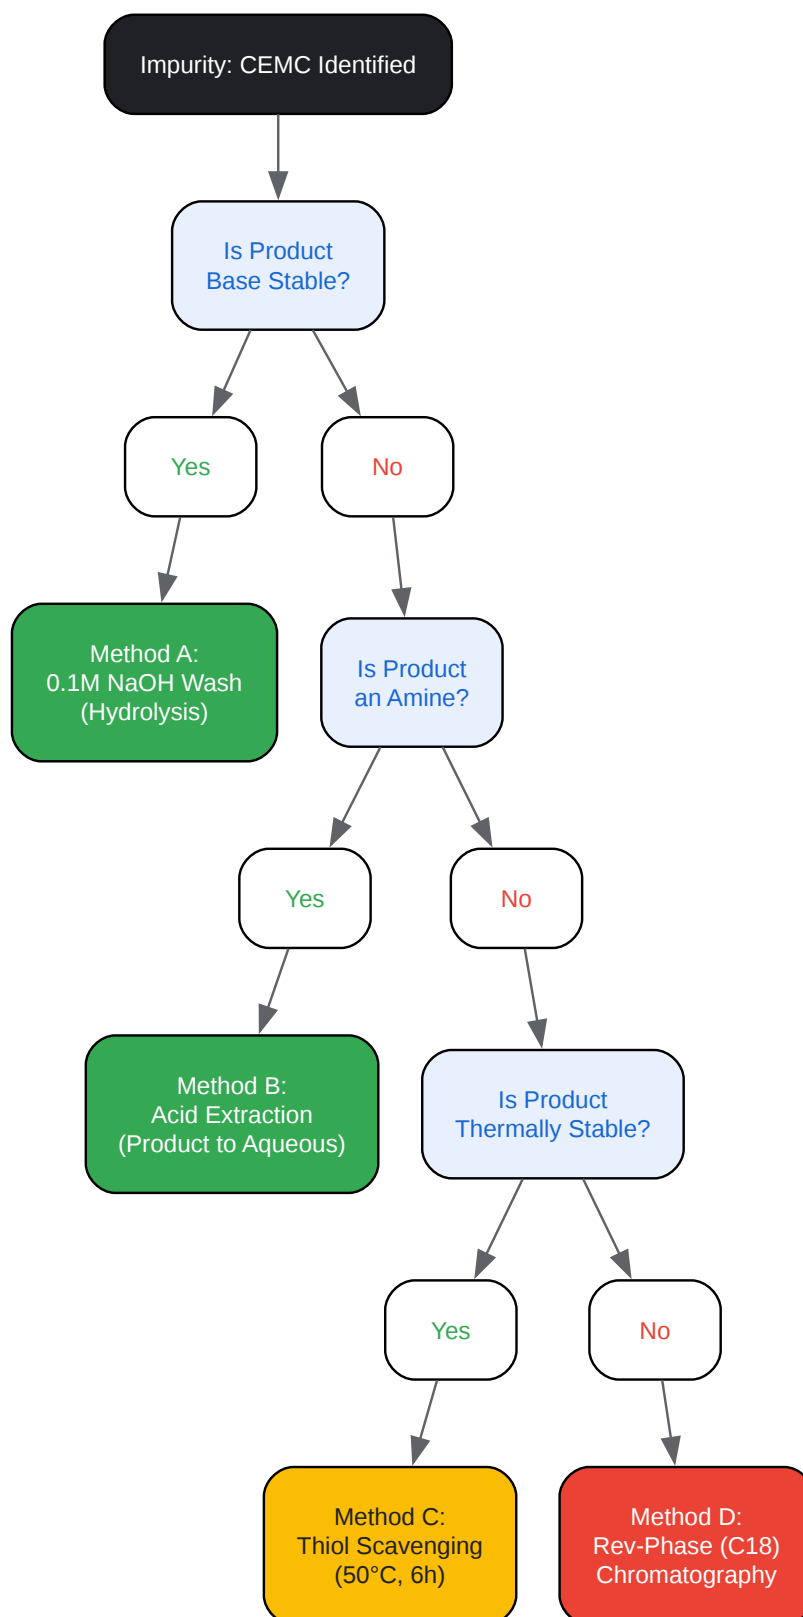 Impurity: CEMC Identified
Is Product
Base Stable?
Yes
No
Method A:
0.1M NaOH Wash
(Hydrolysis)
Is Product
an Amine?
Yes
No
Method B:
Acid Extraction
(Product to Aqueous)
Is Product
Thermally Stable?
Yes
No
Method C:
Thiol Scavenging
(50°C, 6h)
Method D:
Rev-Phase (C18)
Chromatography